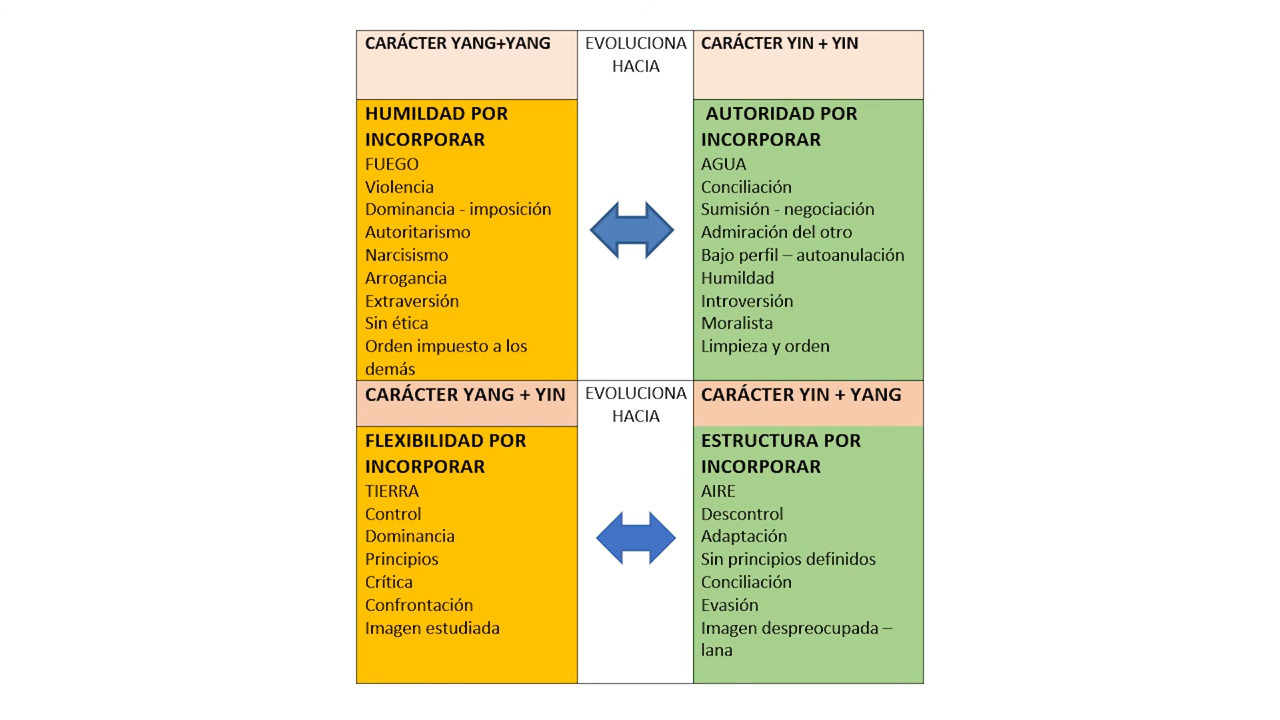 CARÁCTER YANG+YANG
EVOLUCIONA
HACIA
CARÁCTER YIN + YIN
HUMILDAD POR
INCORPORAR
FUEGO
Violencia
Dominancia - imposición
Autoritarismo
Narcisismo
Arrogancia
Extraversión
Sin ética
Orden impuesto a los
demás
AUTORIDAD POR
INCORPORAR
AGUA
Conciliación
Sumisión - negociación
Admiración del otro
Bajo perfil – autoanulación
Humildad
Introversión
Moralista
Limpieza y orden
CARÁCTER YANG + YIN
EVOLUCIONA
HACIA
CARÁCTER YIN + YANG
FLEXIBILIDAD POR
INCORPORAR
TIERRA
Control
Dominancia
Principios
Crítica
Confrontación
Imagen estudiada
ESTRUCTURA POR
INCORPORAR
AIRE
Descontrol
Adaptación
Sin principios definidos
Conciliación
Evasión
Imagen despreocupada –
lana